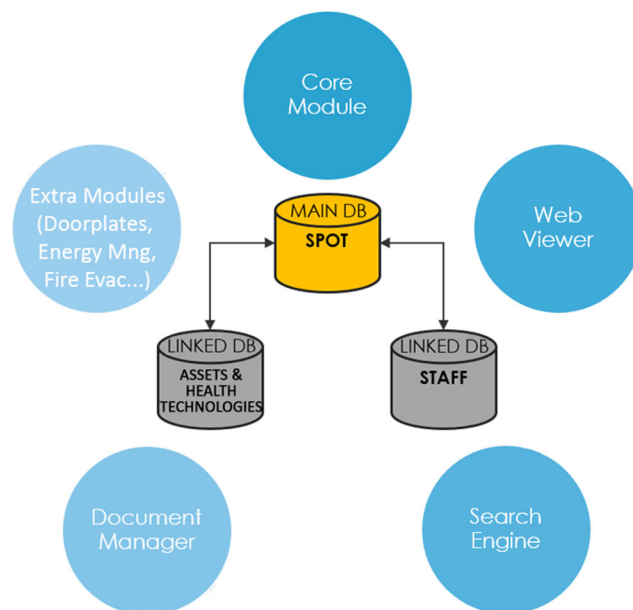 Core
Module
Extra Modules
(Doorplates,
Energy Mng,
Fire Evac...)
MAIN DB
SPOT
Web
Viewer
LINKED DB
ASSETS &
HEALTH
TECHNOLOGIES
LINKED DB
STAFF
Document
Manager
Search
Engine